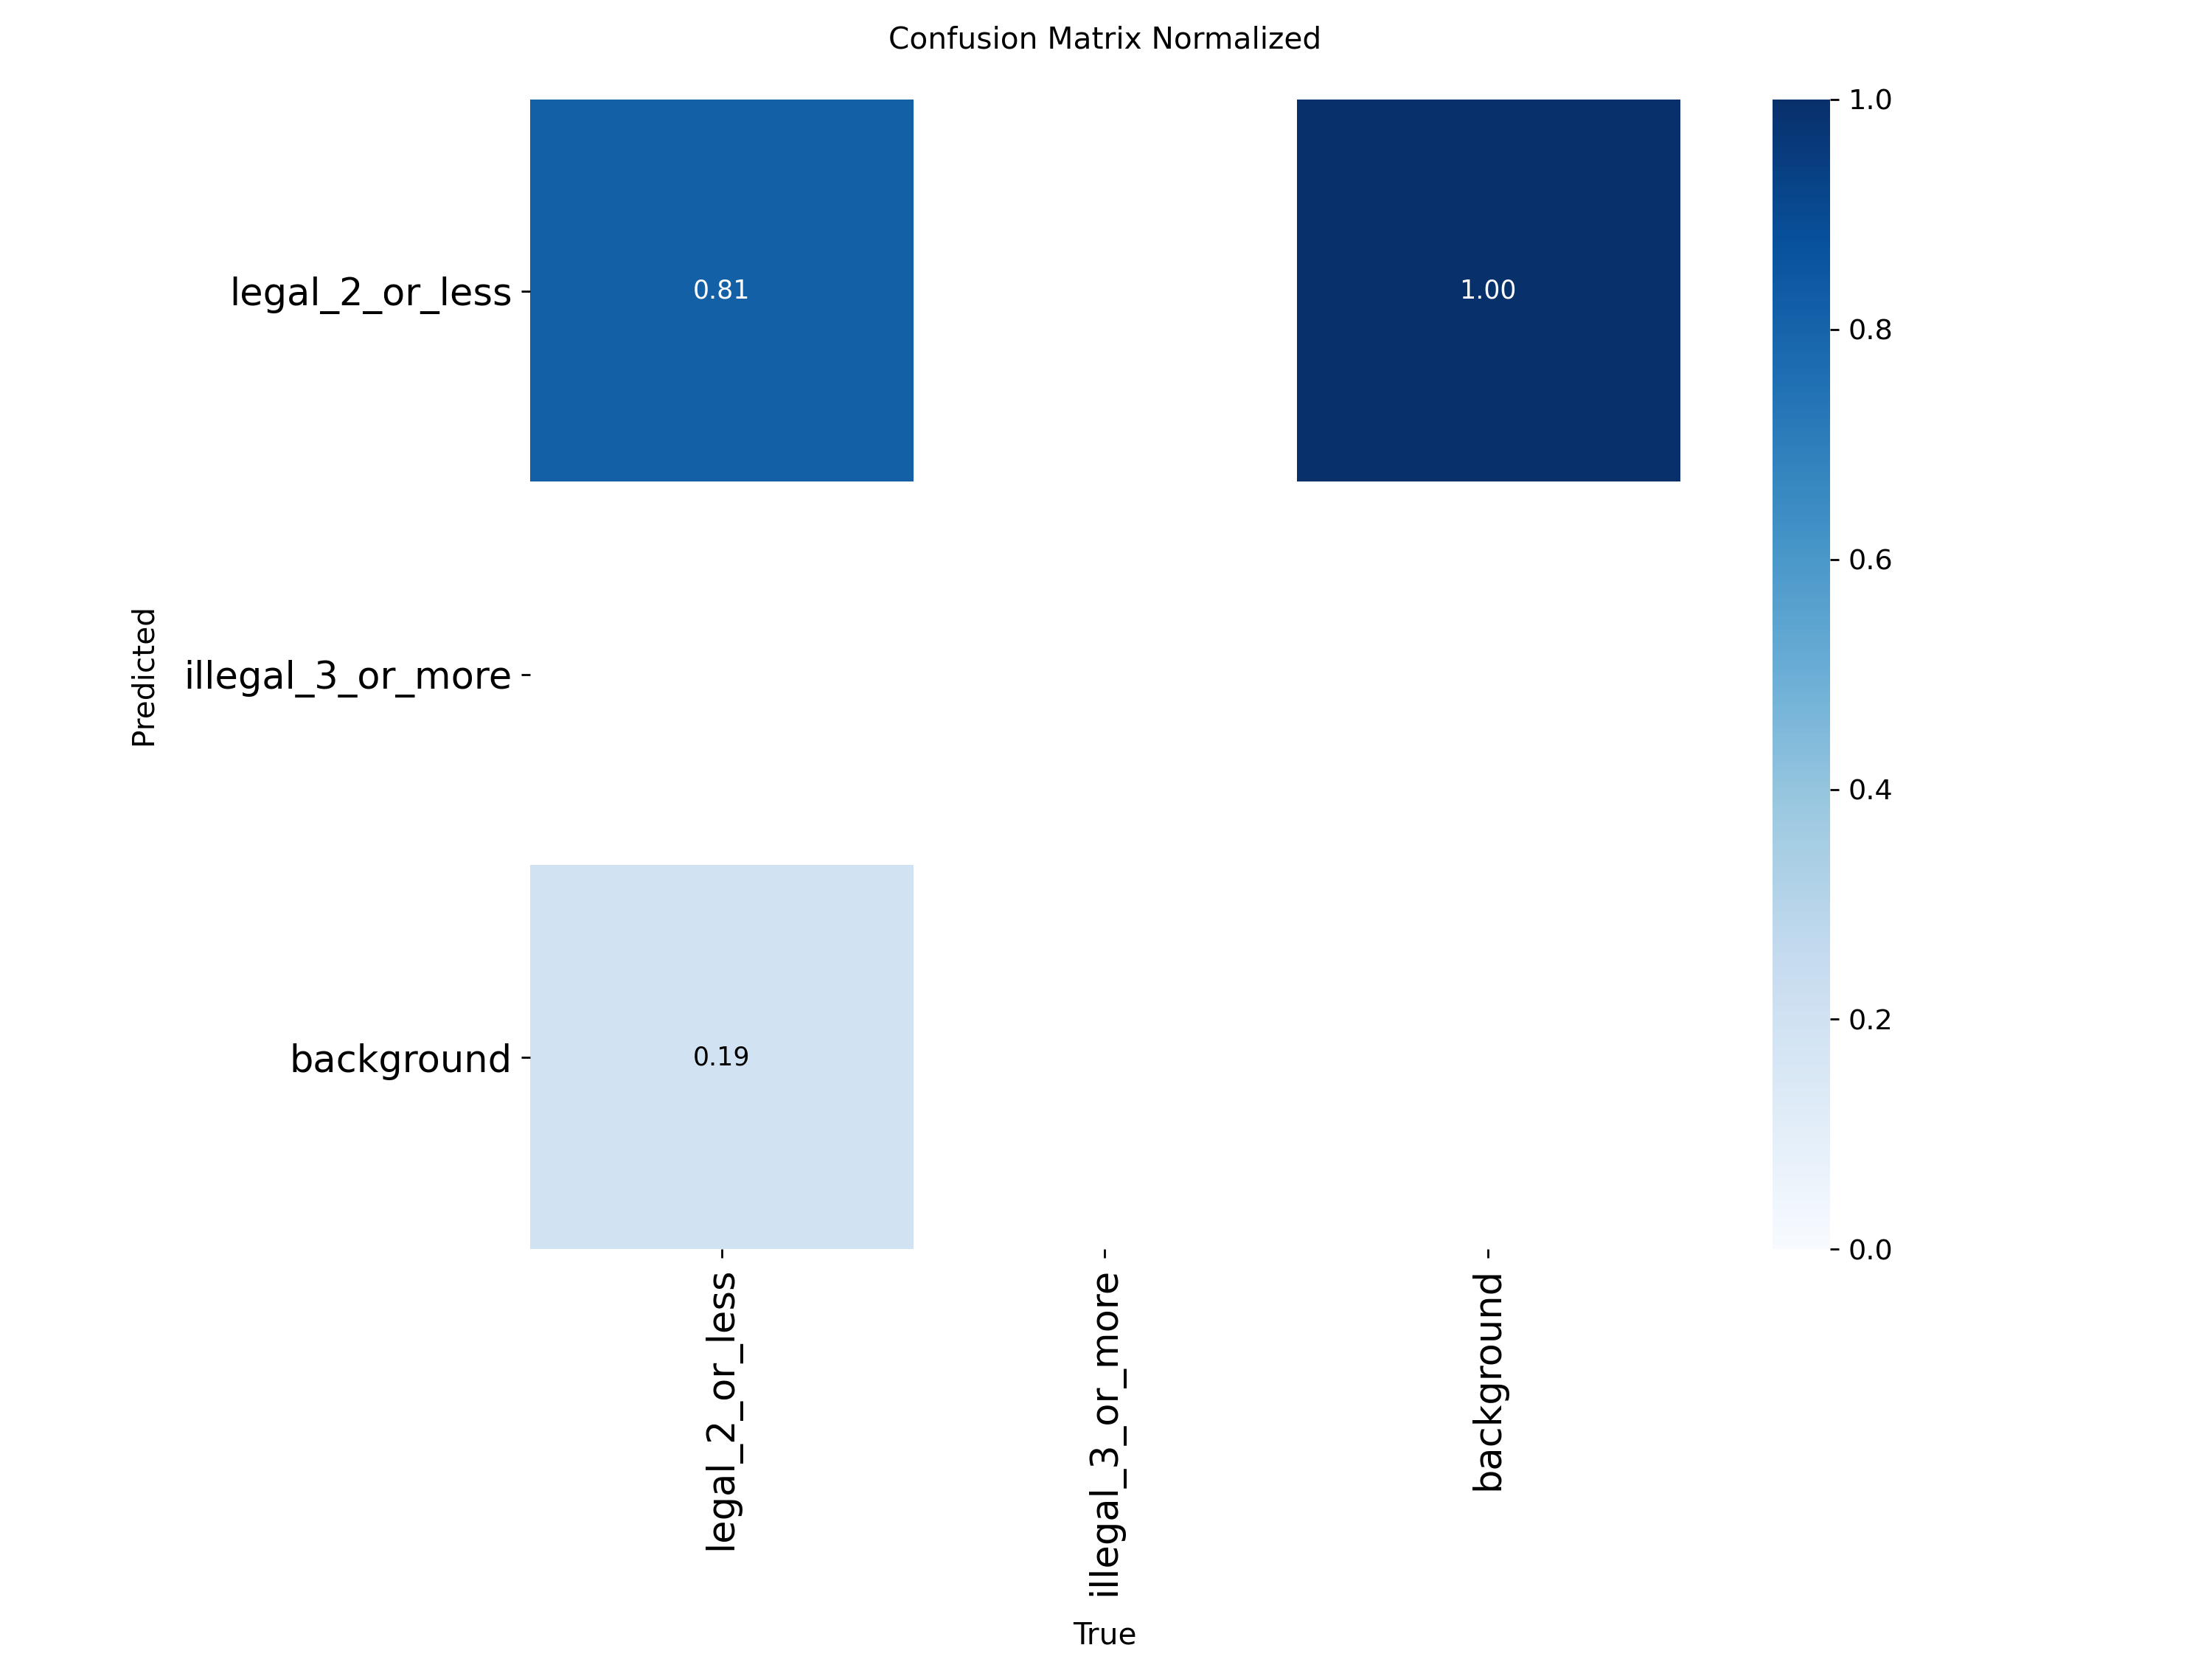 Confusion Matrix Normalized
legal_2_or_less
0.81
1.00
illegal_3_or_more
background
0.19
Predicted
legal_2_or_less
illegal_3_or_more
background
True
1.0
0.8
0.6
0.4
0.2
0.0